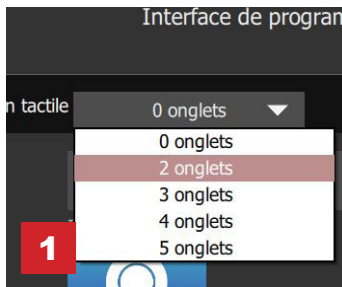 Interface de program
n tactile 0 onglets
0 onglets
2 onglets
3 onglets
4 onglets
5 onglets
1